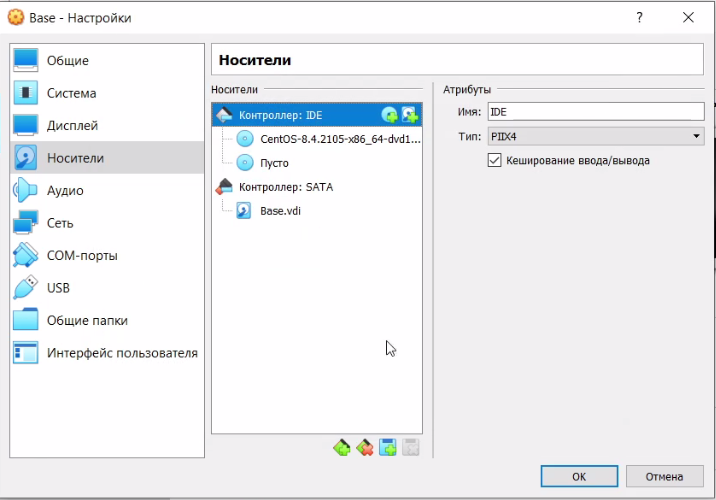 Base - Настройки
?
Общие
Система
Дисплей
Носители
Аудио
Сеть
COM-порты
USB
Общие папки
Интерфейс пользователя
Носители
Носители
Контроллер: IDE
CentOS-8.4.2105-x86_64-dvd1...
Пусто
Контроллер: SATA
Base.vdi
Атрибуты
Имя: IDE
Тип: PIIX4
Кеширование ввода/вывода
OK
Отмена